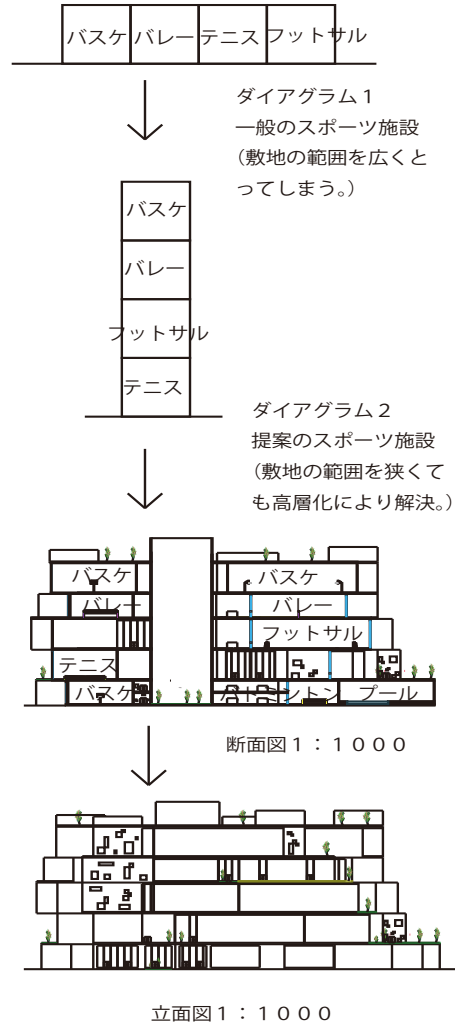 バスケ バレー テニス フットサル
ダイアグラム1
一般のスポーツ施設
(敷地の範囲を広くと
ってしまう。)
バスケ
バレー
フットサル
テニス
ダイアグラム2
提案のスポーツ施設
(敷地の範囲を狭くて
も高層化により解決。)
バスケ バスケ
バレー バレー
フットサル
テニス
バスケ バトミントン プール
断面図1:1000
立面図1:1000